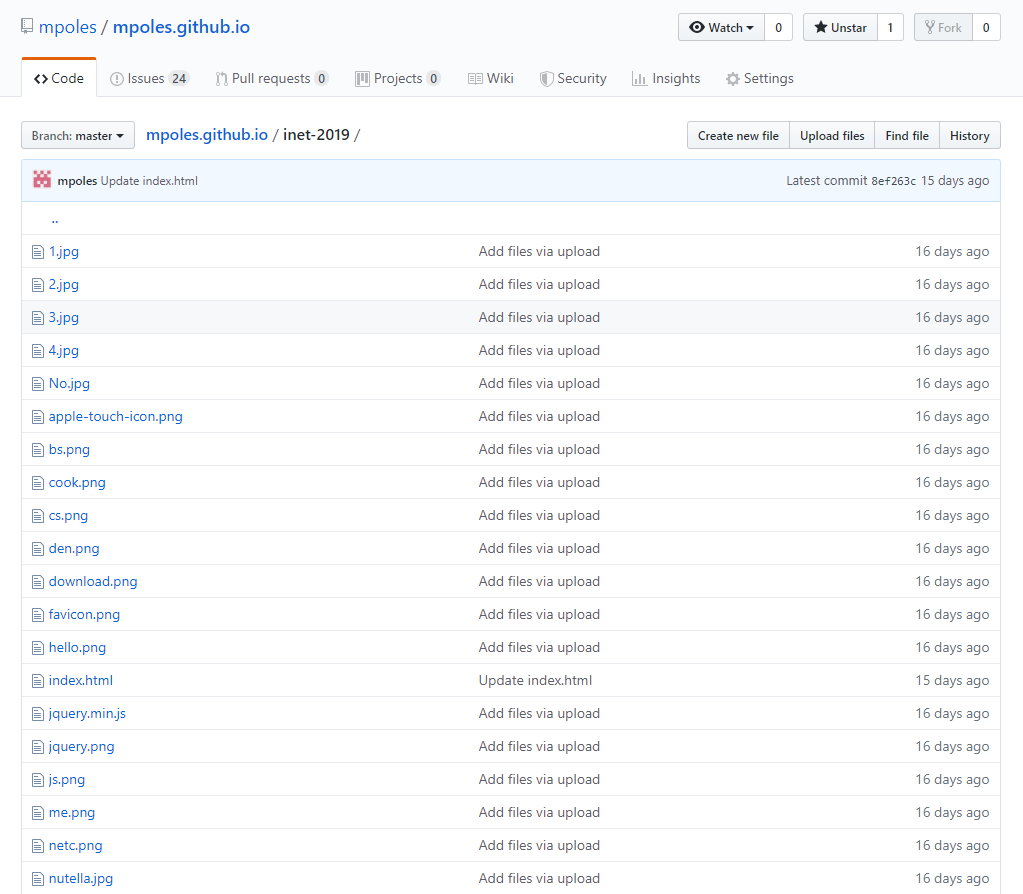 mpoles / mpoles.github.io Watch 0 Unstar 1 Fork 0
Code Issues 24 Pull requests 0 Projects 0 Wiki Security Insights Settings
Branch: master mpoles.github.io / inet-2019 / Create new file Upload files Find file History
mpoles Update index.html Latest commit 8ef263c 15 days ago
..
1.jpg Add files via upload 16 days ago
2.jpg Add files via upload 16 days ago
3.jpg Add files via upload 16 days ago
4.jpg Add files via upload 16 days ago
No.jpg Add files via upload 16 days ago
apple-touch-icon.png Add files via upload 16 days ago
bs.png Add files via upload 16 days ago
cook.png Add files via upload 16 days ago
cs.png Add files via upload 16 days ago
den.png Add files via upload 16 days ago
download.png Add files via upload 16 days ago
favicon.png Add files via upload 16 days ago
hello.png Add files via upload 16 days ago
index.html Update index.html 15 days ago
jquery.min.js Add files via upload 16 days ago
jquery.png Add files via upload 16 days ago
js.png Add files via upload 16 days ago
me.png Add files via upload 16 days ago
netc.png Add files via upload 16 days ago
nutella.jpg Add files via upload 16 days ago